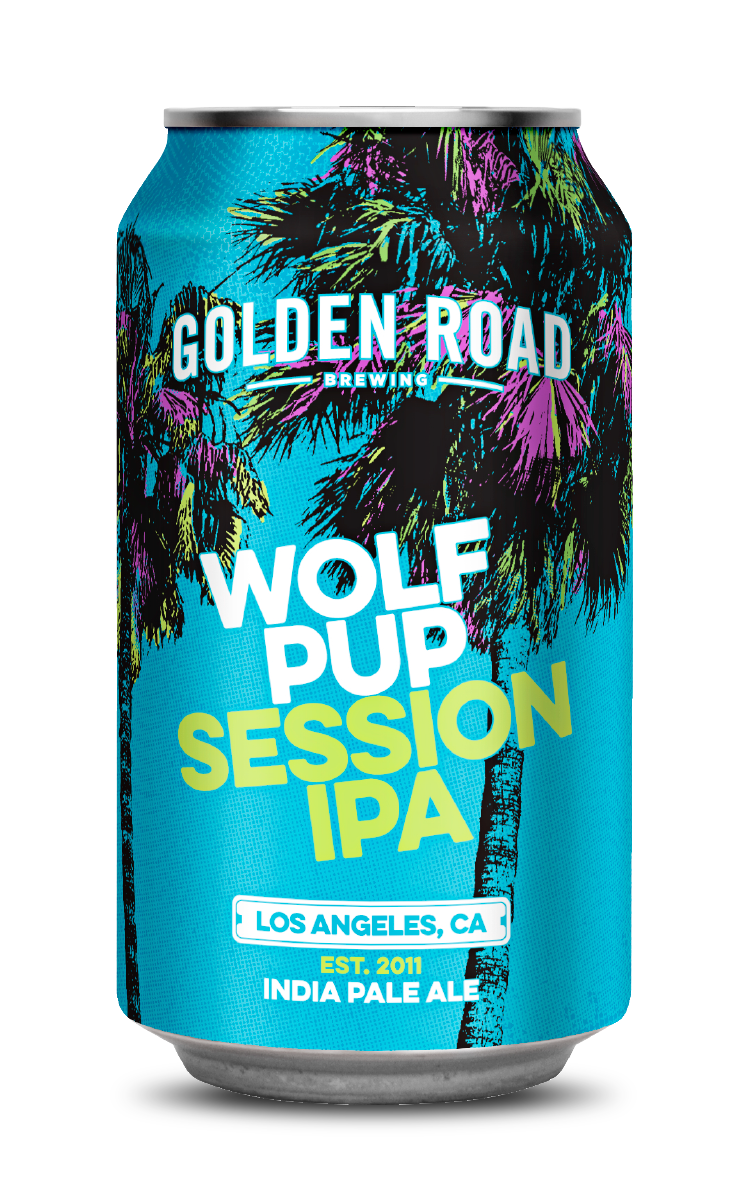 GOLDEN ROAD
BREWING
WOLF
PUP
SESSION
IPA
LOS ANGELES, CA
EST. 2011
INDIA PALE ALE